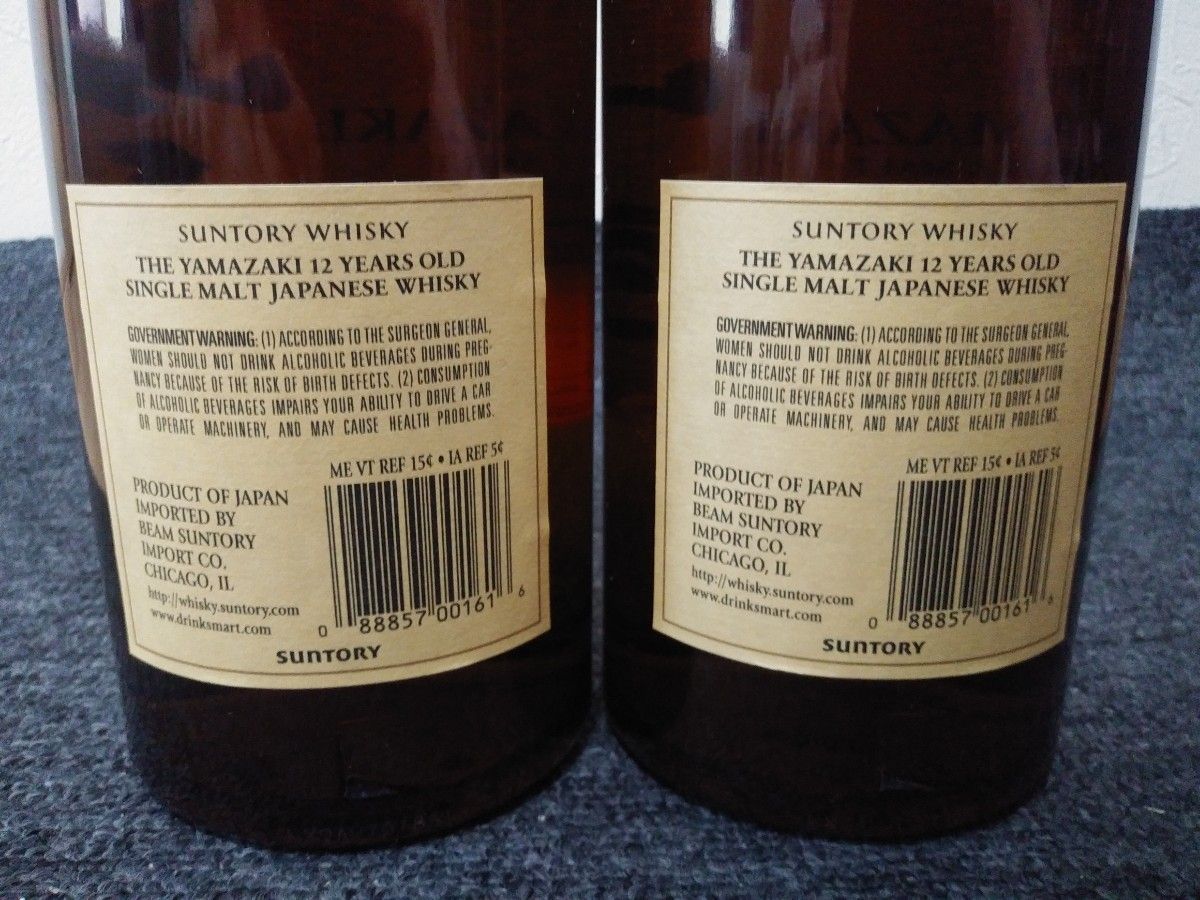 SUNTORY WHISKY
THE YAMAZAKI 12 YEARS OLD
SINGLE MALT JAPANESE WHISKY
GOVERNMENT WARNING: (1) ACCORDING TO THE SURGEON GENERAL,
WOMEN SHOULD NOT DRINK ALCOHOLIC BEVERAGES DURING PREG-
NANCY BECAUSE OF THE RISK OF BIRTH DEFECTS. (2) CONSUMPTION
OF ALCOHOLIC BEVERAGES IMPAIRS YOUR ABILITY TO DRIVE A CAR
OR OPERATE MACHINERY, AND MAY CAUSE HEALTH PROBLEMS.
ME VT REF 15¢ • IA REF 5¢
PRODUCT OF JAPAN
IMPORTED BY
BEAM SUNTORY
IMPORT CO.
CHICAGO, IL
http://whisky.suntory.com
www.drinksmart.com
0 88857 00161 6
SUNTORY
SUNTORY WHISKY
THE YAMAZAKI 12 YEARS OLD
SINGLE MALT JAPANESE WHISKY
GOVERNMENT WARNING: (1) ACCORDING TO THE SURGEON GENERAL,
WOMEN SHOULD NOT DRINK ALCOHOLIC BEVERAGES DURING PREG-
NANCY BECAUSE OF THE RISK OF BIRTH DEFECTS. (2) CONSUMPTION
OF ALCOHOLIC BEVERAGES IMPAIRS YOUR ABILITY TO DRIVE A CAR
OR OPERATE MACHINERY, AND MAY CAUSE HEALTH PROBLEMS.
ME VT REF 15¢ • IA REF 5¢
PRODUCT OF JAPAN
IMPORTED BY
BEAM SUNTORY
IMPORT CO.
CHICAGO, IL
http://whisky.suntory.com
www.drinksmart.com
0 88857 00161 6
SUNTORY